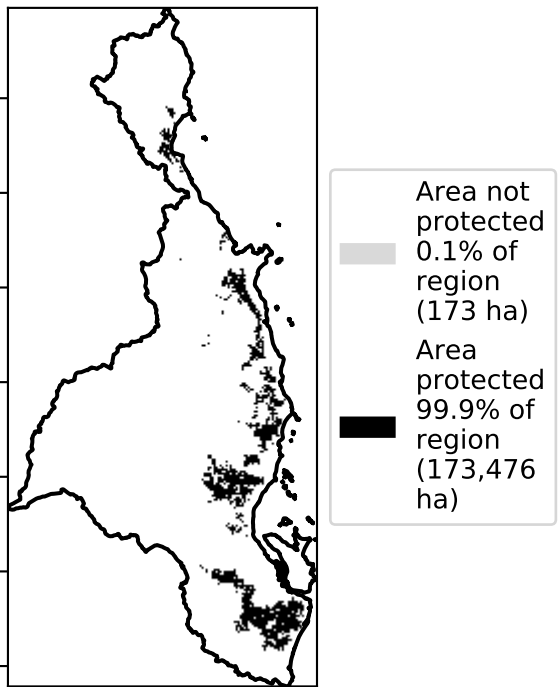 Area not
protected
0.1% of
region
(173 ha)
Area
protected
99.9% of
region
(173,476
ha)